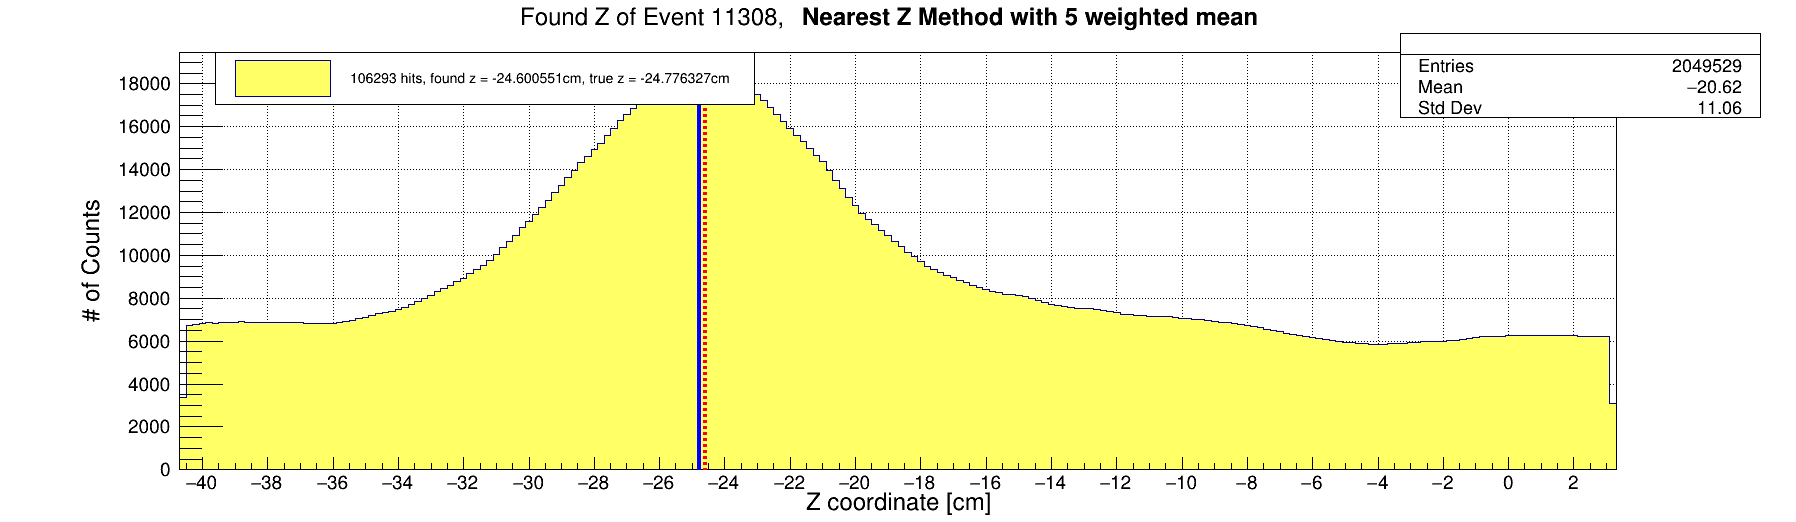 Found Z of Event 11308, Nearest Z Method with 5 weighted mean
106293 hits, found z = -24.600551cm, true z = -24.776327cm
Entries 2049529
Mean −20.62
Std Dev 11.06
18000
16000
14000
12000
10000
8000
6000
4000
2000
0
# of Counts
−40 −38 −36 −34 −32 −30 −28 −26 −24 −22 −20 −18 −16 −14 −12 −10 −8 −6 −4 −2 0 2
Z coordinate [cm]